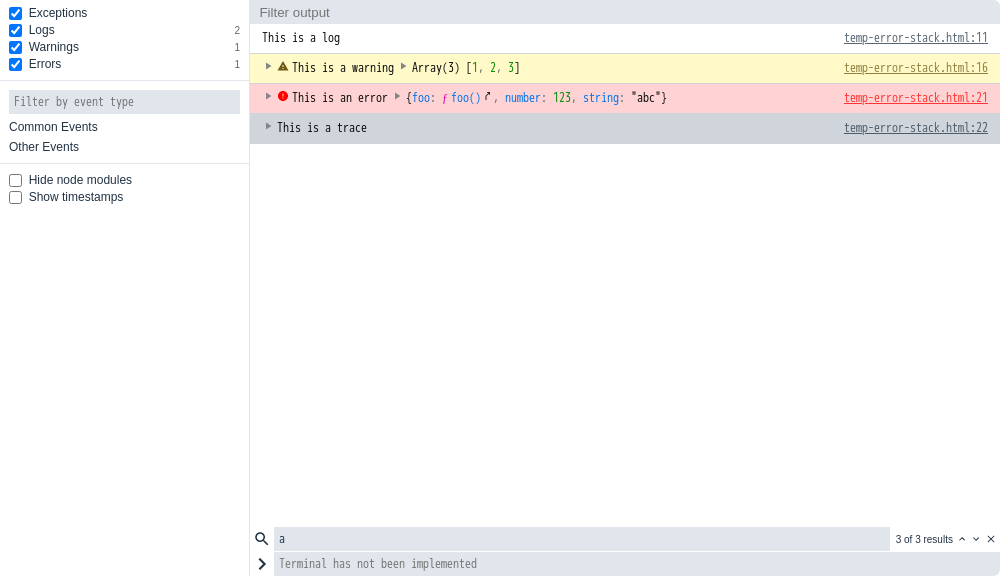 Exceptions
Logs 2
Warnings 1
Errors 1
Filter by event type
Common Events
Other Events
Hide node modules
Show timestamps
Filter output
This is a log temp-error-stack.html:11
This is a warning Array(3) [1, 2, 3] temp-error-stack.html:16
This is an error {foo: ƒ foo(), number: 123, string: "abc"} temp-error-stack.html:21
This is a trace temp-error-stack.html:22
a 3 of 3 results
Terminal has not been implemented